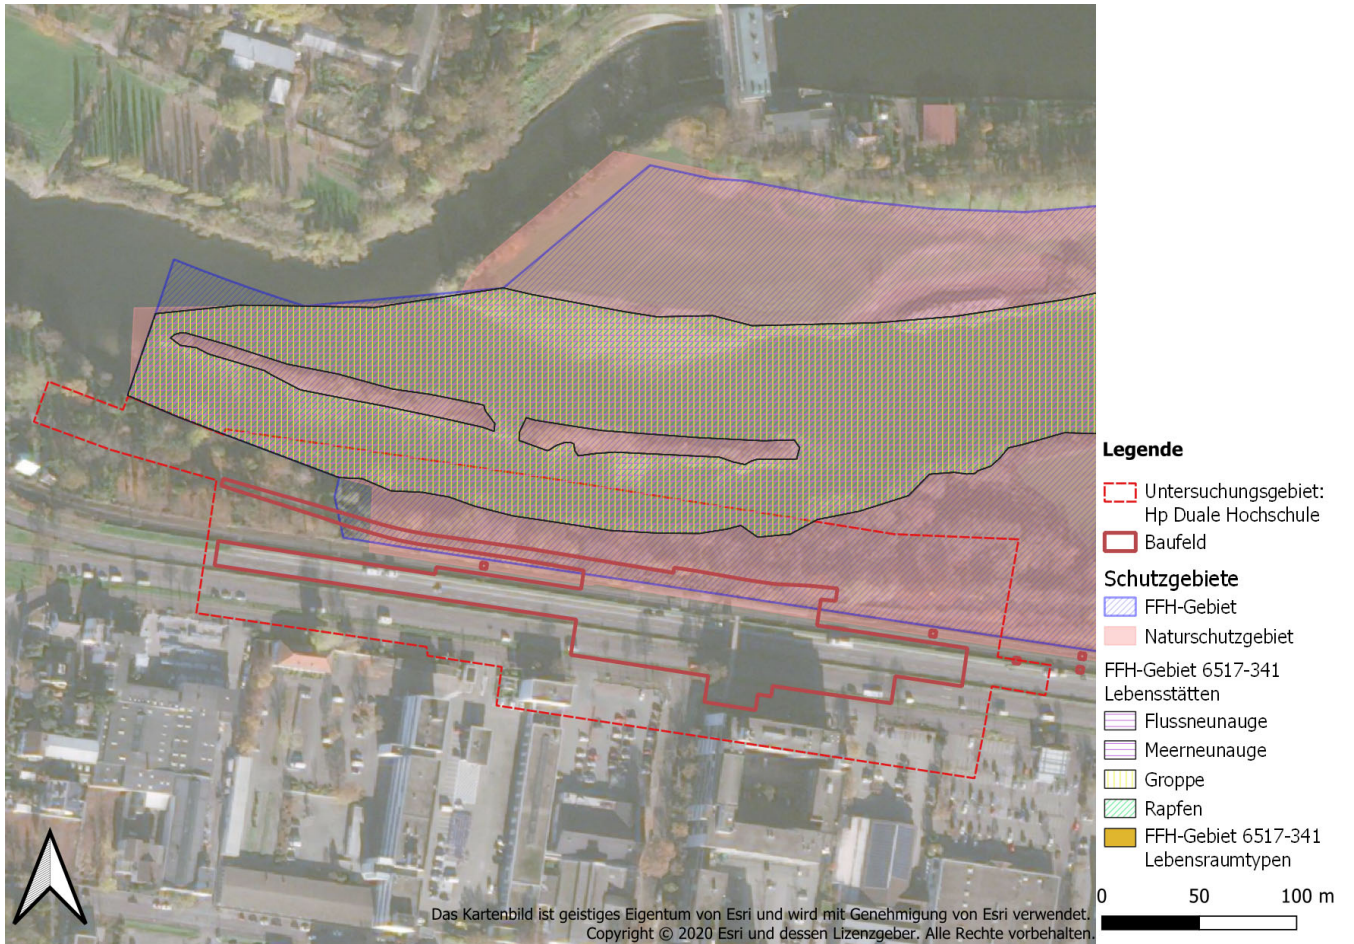 Das Kartenbild ist geistiges Eigentum von Esri und wird mit Genehmigung von Esri verwendet.
Copyright © 2020 Esri und dessen Lizenzgeber. Alle Rechte vorbehalten.
Legende
Untersuchungsgebiet:
Hp Duale Hochschule
Baufeld
Schutzgebiete
FFH-Gebiet
Naturschutzgebiet
FFH-Gebiet 6517-341
Lebensstätten
Flussneunauge
Meerneunauge
Groppe
Rapfen
FFH-Gebiet 6517-341
Lebensraumtypen
0 50 100 m